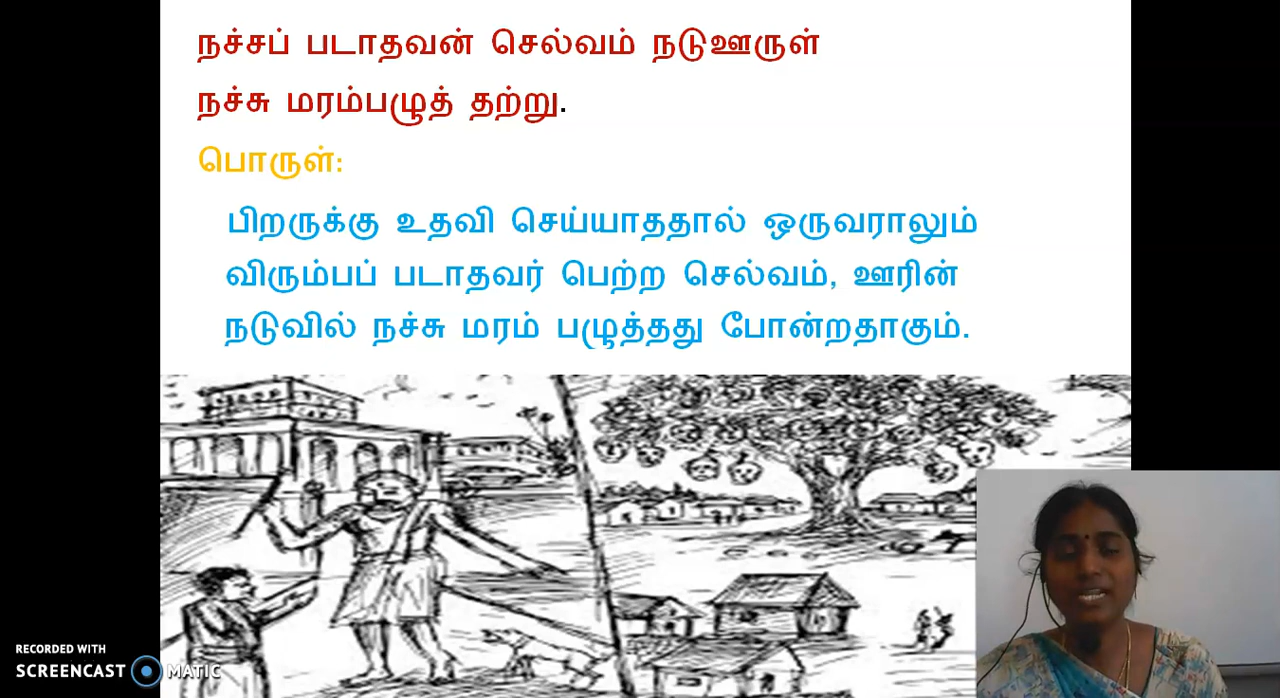 நச்சப் படாதவன் செல்வம் நடுஊருள்
நச்சு மரம்பழுத் தற்று.
பொருள்:
பிறருக்கு உதவி செய்யாததால் ஒருவராலும்
விரும்பப் படாதவர் பெற்ற செல்வம், ஊரின்
நடுவில் நச்சு மரம் பழுத்தது போன்றதாகும்.
RECORDED WITH
SCREENCAST MATIC